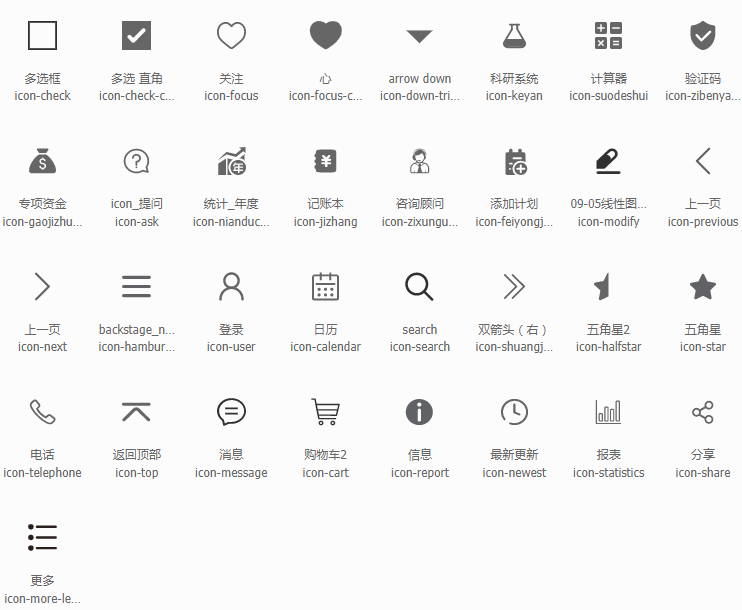 多选框 多选 直角 关注 心 arrow down 科研系统 计算器 验证码
icon-check icon-check-c... icon-focus icon-focus-c... icon-down-tri... icon-keyan icon-suodeshui icon-zibenya...
专项资金 icon_提问 统计_年度 记账本 咨询顾问 添加计划 09-05线性图... 上一页
icon-gaojizhu... icon-ask icon-nianduc... icon-jizhang icon-zixungu... icon-feiyongj... icon-modify icon-previous
上一页 backstage_n... 登录 日历 search 双箭头（右） 五角星2 五角星
icon-next icon-hambur... icon-user icon-calendar icon-search icon-shuangj... icon-halfstar icon-star
电话 返回顶部 消息 购物车2 信息 最新更新 报表 分享
icon-telephone icon-top icon-message icon-cart icon-report icon-newest icon-statistics icon-share
更多
icon-more-le...